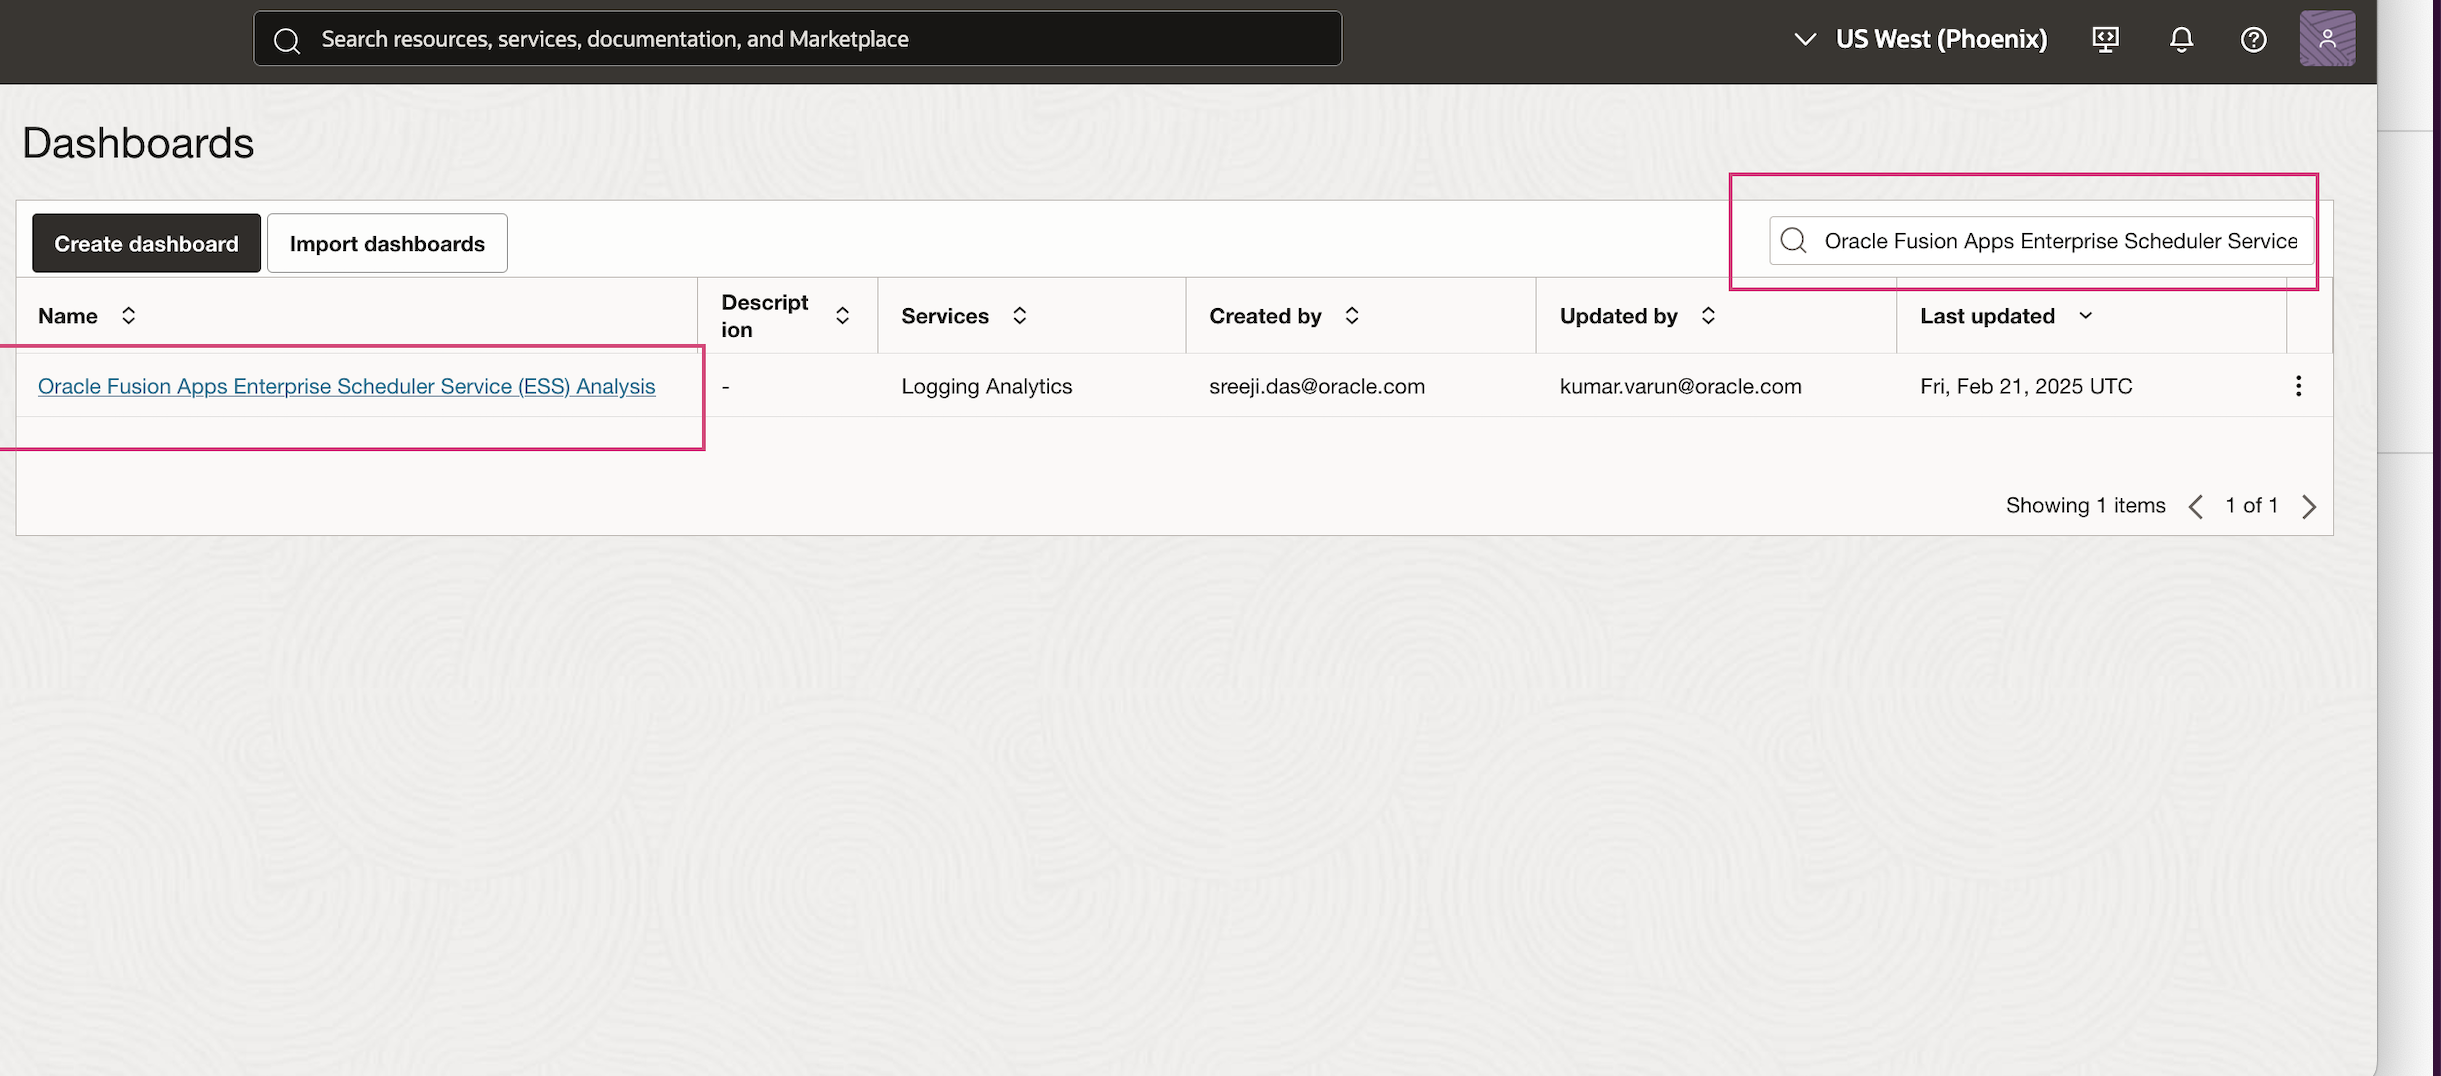 Search resources, services, documentation, and Marketplace
US West (Phoenix)
Dashboards
Create dashboard
Import dashboards
Oracle Fusion Apps Enterprise Scheduler Service
Name
Descript
ion
Services
Created by
Updated by
Last updated
Oracle Fusion Apps Enterprise Scheduler Service (ESS) Analysis
-
Logging Analytics
sreeji.das@oracle.com
kumar.varun@oracle.com
Fri, Feb 21, 2025 UTC
Showing 1 items
1 of 1